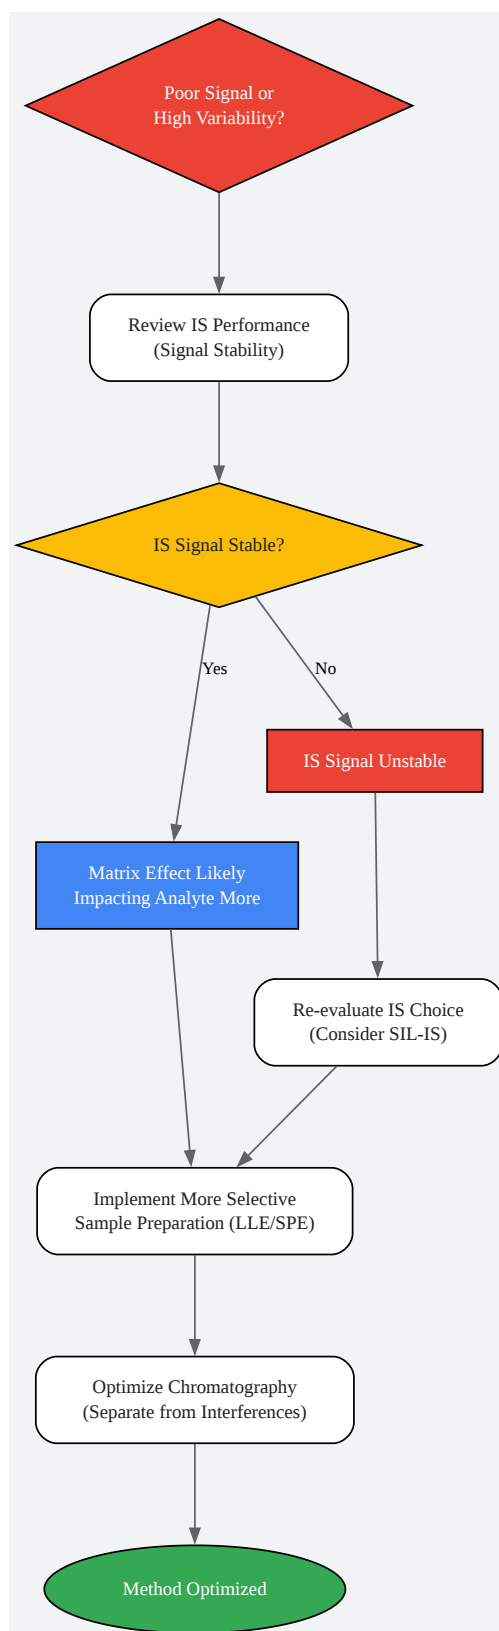 Poor Signal or
High Variability?
Review IS Performance
(Signal Stability)
IS Signal Stable?
Yes
No
IS Signal Unstable
Matrix Effect Likely
Impacting Analyte More
Re-evaluate IS Choice
(Consider SIL-IS)
Implement More Selective
Sample Preparation (LLE/SPE)
Optimize Chromatography
(Separate from Interferences)
Method Optimized